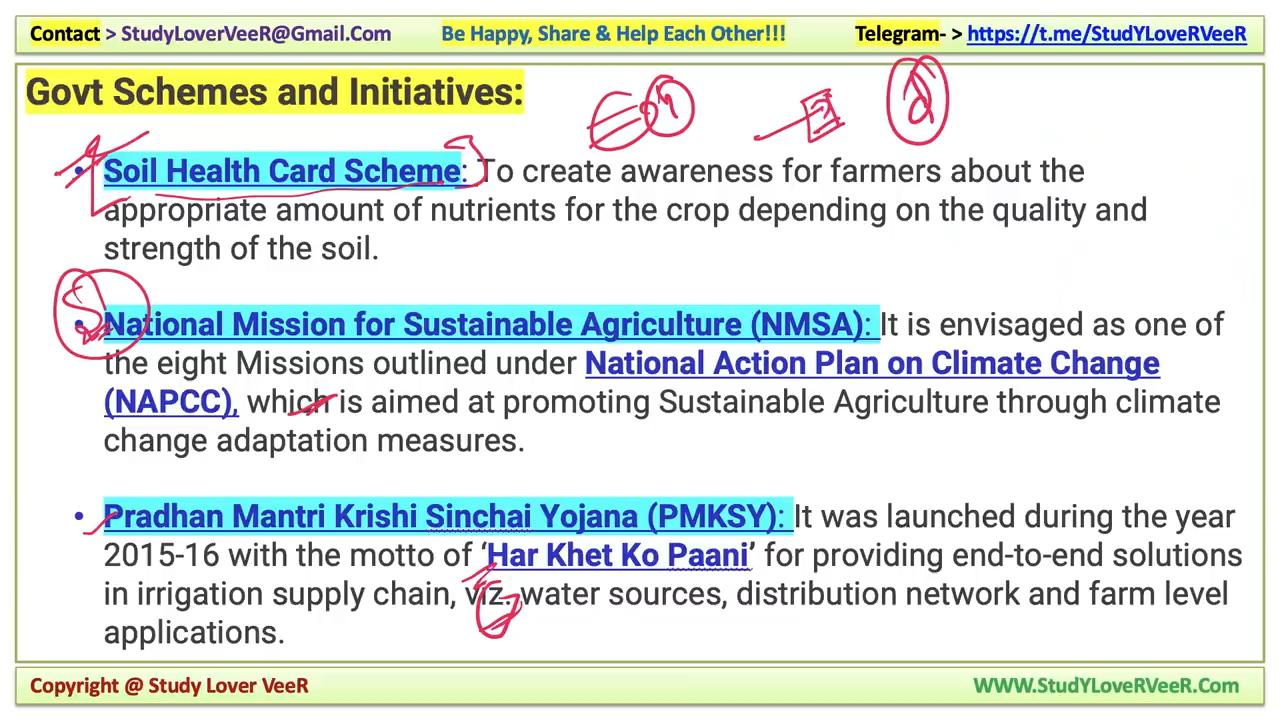 Contact > StudyLoverVeeR@Gmail.Com Be Happy, Share & Help Each Other!!! Telegram- > https://t.me/StudYLoVeRVeeR
Govt Schemes and Initiatives:
• Soil Health Card Scheme: To create awareness for farmers about the
appropriate amount of nutrients for the crop depending on the quality and
strength of the soil.
• National Mission for Sustainable Agriculture (NMSA): It is envisaged as one of
the eight Missions outlined under National Action Plan on Climate Change
(NAPCC), which is aimed at promoting Sustainable Agriculture through climate
change adaptation measures.
• Pradhan Mantri Krishi Sinchai Yojana (PMKSY): It was launched during the year
2015-16 with the motto of ‘Har Khet Ko Paani’ for providing end-to-end solutions
in irrigation supply chain, viz. water sources, distribution network and farm level
applications.
Copyright @ Study Lover VeeR WWW.StudYLoveRVeeR.Com